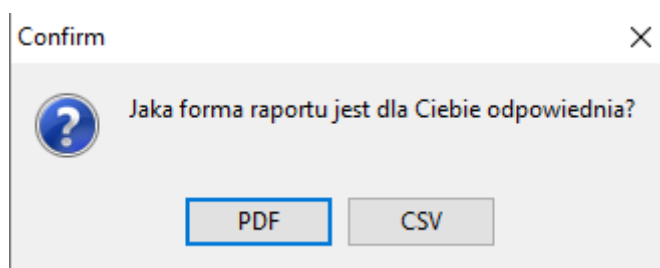 Confirm
Jaka forma raportu jest dla Ciebie odpowiednia?
PDF
CSV